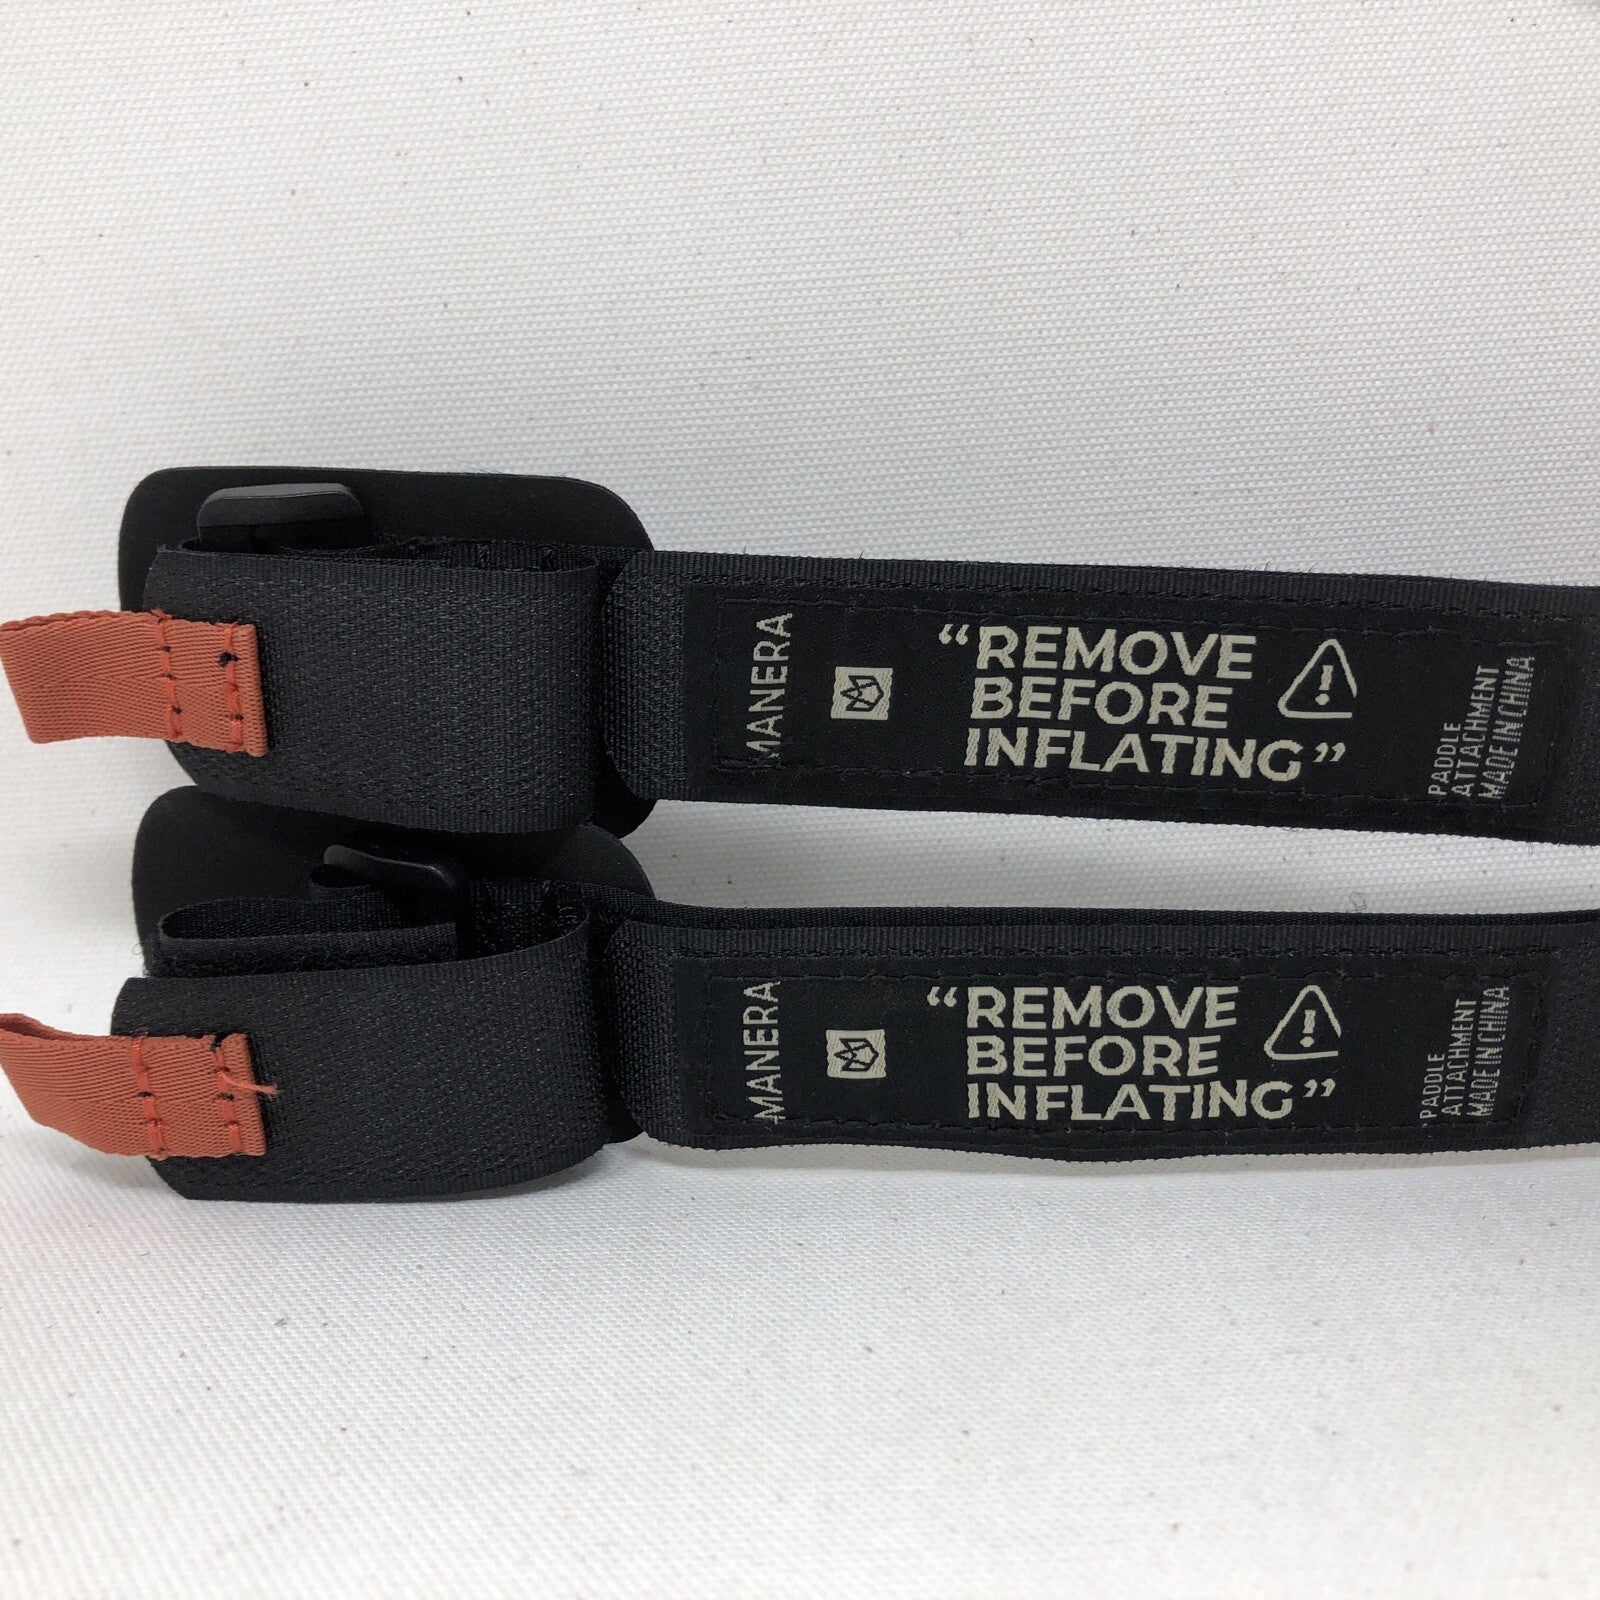 MANERA
“REMOVE
BEFORE
INFLATING”
PADDLE
ATTACHMENT
MADE IN CHINA
MANERA
“REMOVE
BEFORE
INFLATING”
PADDLE
ATTACHMENT
MADE IN CHINA